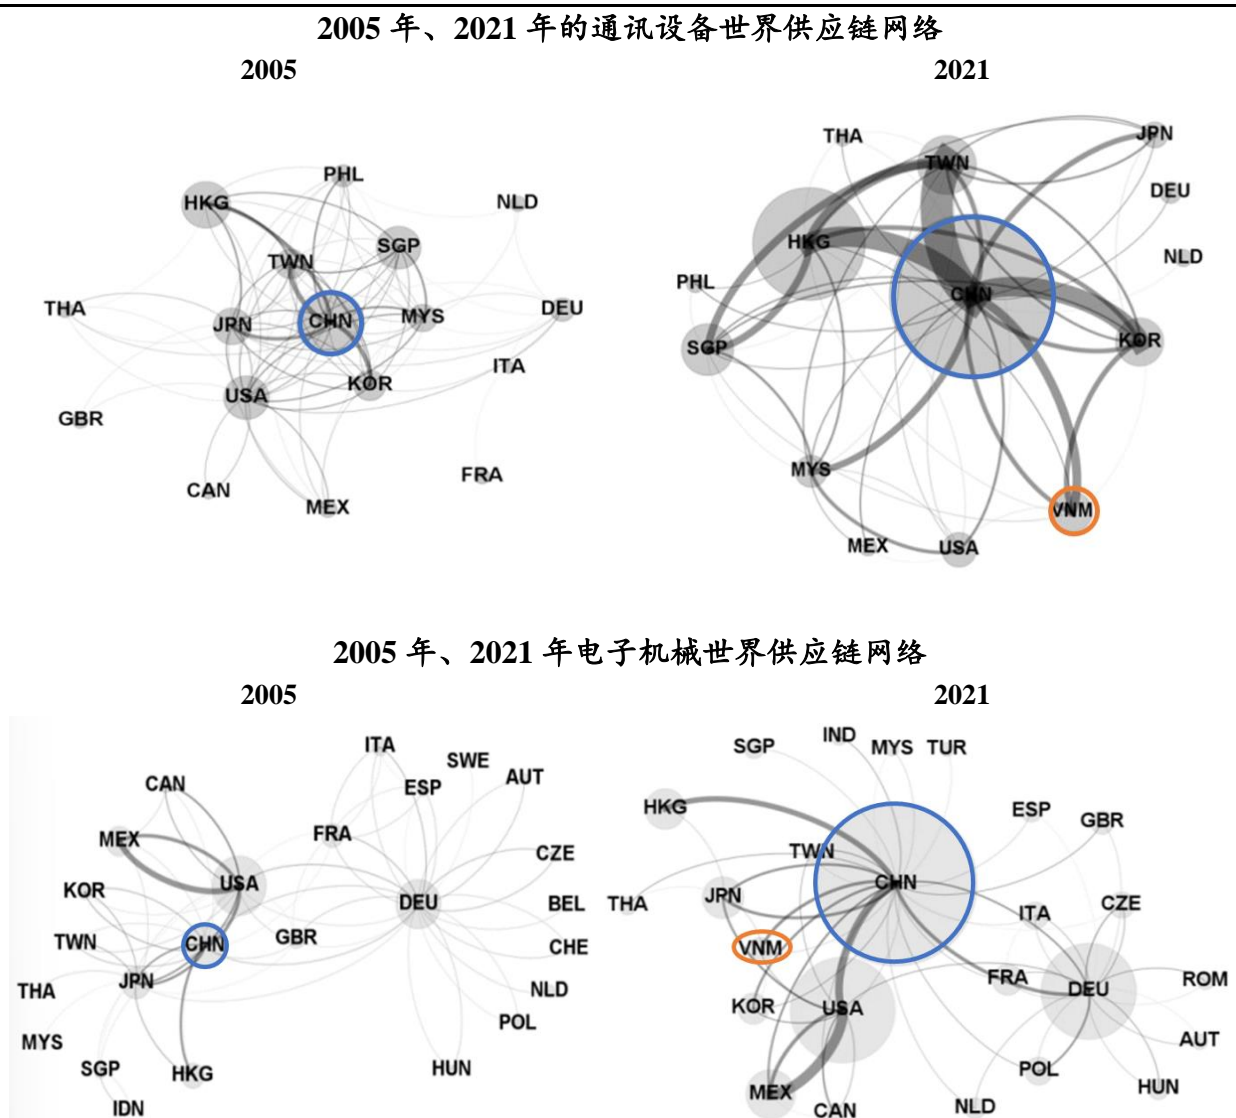 2005 年、2021 年的通讯设备世界供应链网络
2005
2021
PHL
HKG
NLD
SGP
TWN
THA
JPN
CHN
MYS
DEU
ITA
KOR
USA
GBR
FRA
CAN
MEX
THA
JPN
TWN
DEU
HKG
NLD
PHL
CHN
SGP
KOR
MYS
VNM
MEX
USA
2005 年、2021 年电子机械世界供应链网络
2005
2021
ITA
SWE
CAN
ESP
AUT
MEX
FRA
CZE
KOR
USA
DEU
BEL
TWN
CHN
GBR
CHE
JPN
THA
NLD
POL
MYS
SGP
HKG
HUN
IDN
SGP
IND
MYS
TUR
HKG
ESP
GBR
TWN
CHN
THA
JPN
ITA
CZE
VNM
FRA
DEU
ROM
KOR
USA
AUT
POL
HUN
MEX
CAN
NLD